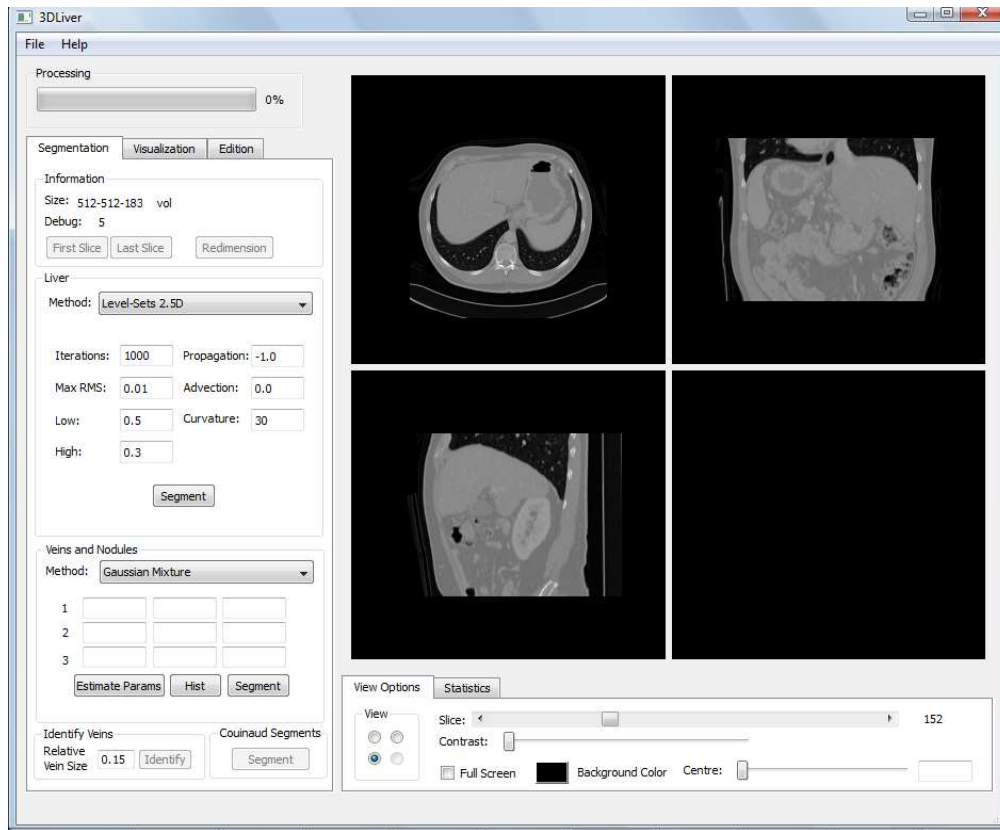 3DLiver
File Help
Processing
0%
Segmentation Visualization Edition
Information
Size: 512-512-183 vol
Debug: 5
First Slice Last Slice Redimension
Liver
Method: Level-Sets 2.5D
Iterations: 1000 Propagation: -1.0
Max RMS: 0.01 Advection: 0.0
Low: 0.5 Curvature: 30
High: 0.3
Segment
Veins and Nodules
Method: Gaussian Mixture
1
2
3
Estimate Params Hist Segment
Identify Veins
Relative
Vein Size 0.15 Identify
Couinaud Segments
Segment
View Options Statistics
View
Slice: 152
Contrast:
Full Screen Background Color Centre: